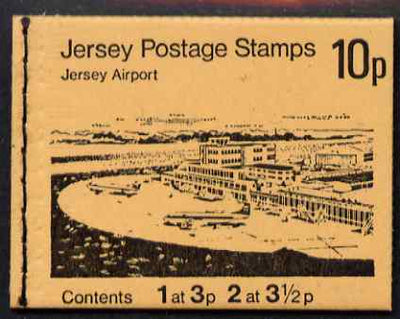 Jersey Postage Stamps 10p
Jersey Airport
Contents 1 at 3p 2 at 3½p